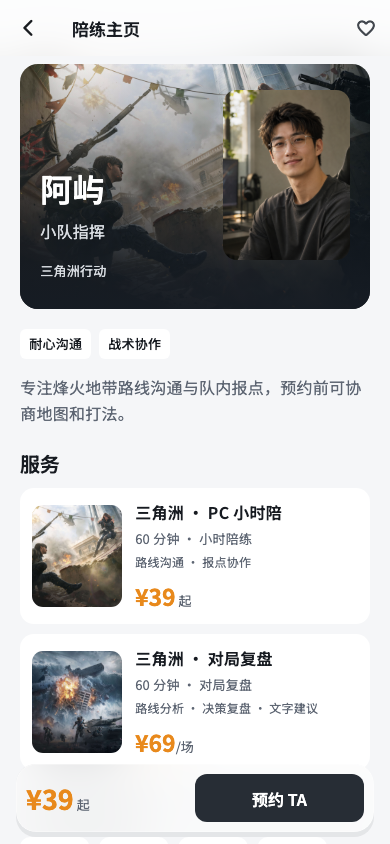 陪练主页
阿屿
小队指挥
三角洲行动
耐心沟通
战术协作
专注烽火地带路线沟通与队内报点，预约前可协
商地图和打法。
服务
三角洲 · PC 小时陪
60 分钟 · 小时陪练
路线沟通 · 报点协作
¥39 起
三角洲 · 对局复盘
60 分钟 · 对局复盘
路线分析 · 决策复盘 · 文字建议
¥69/场
¥39 起
预约 TA